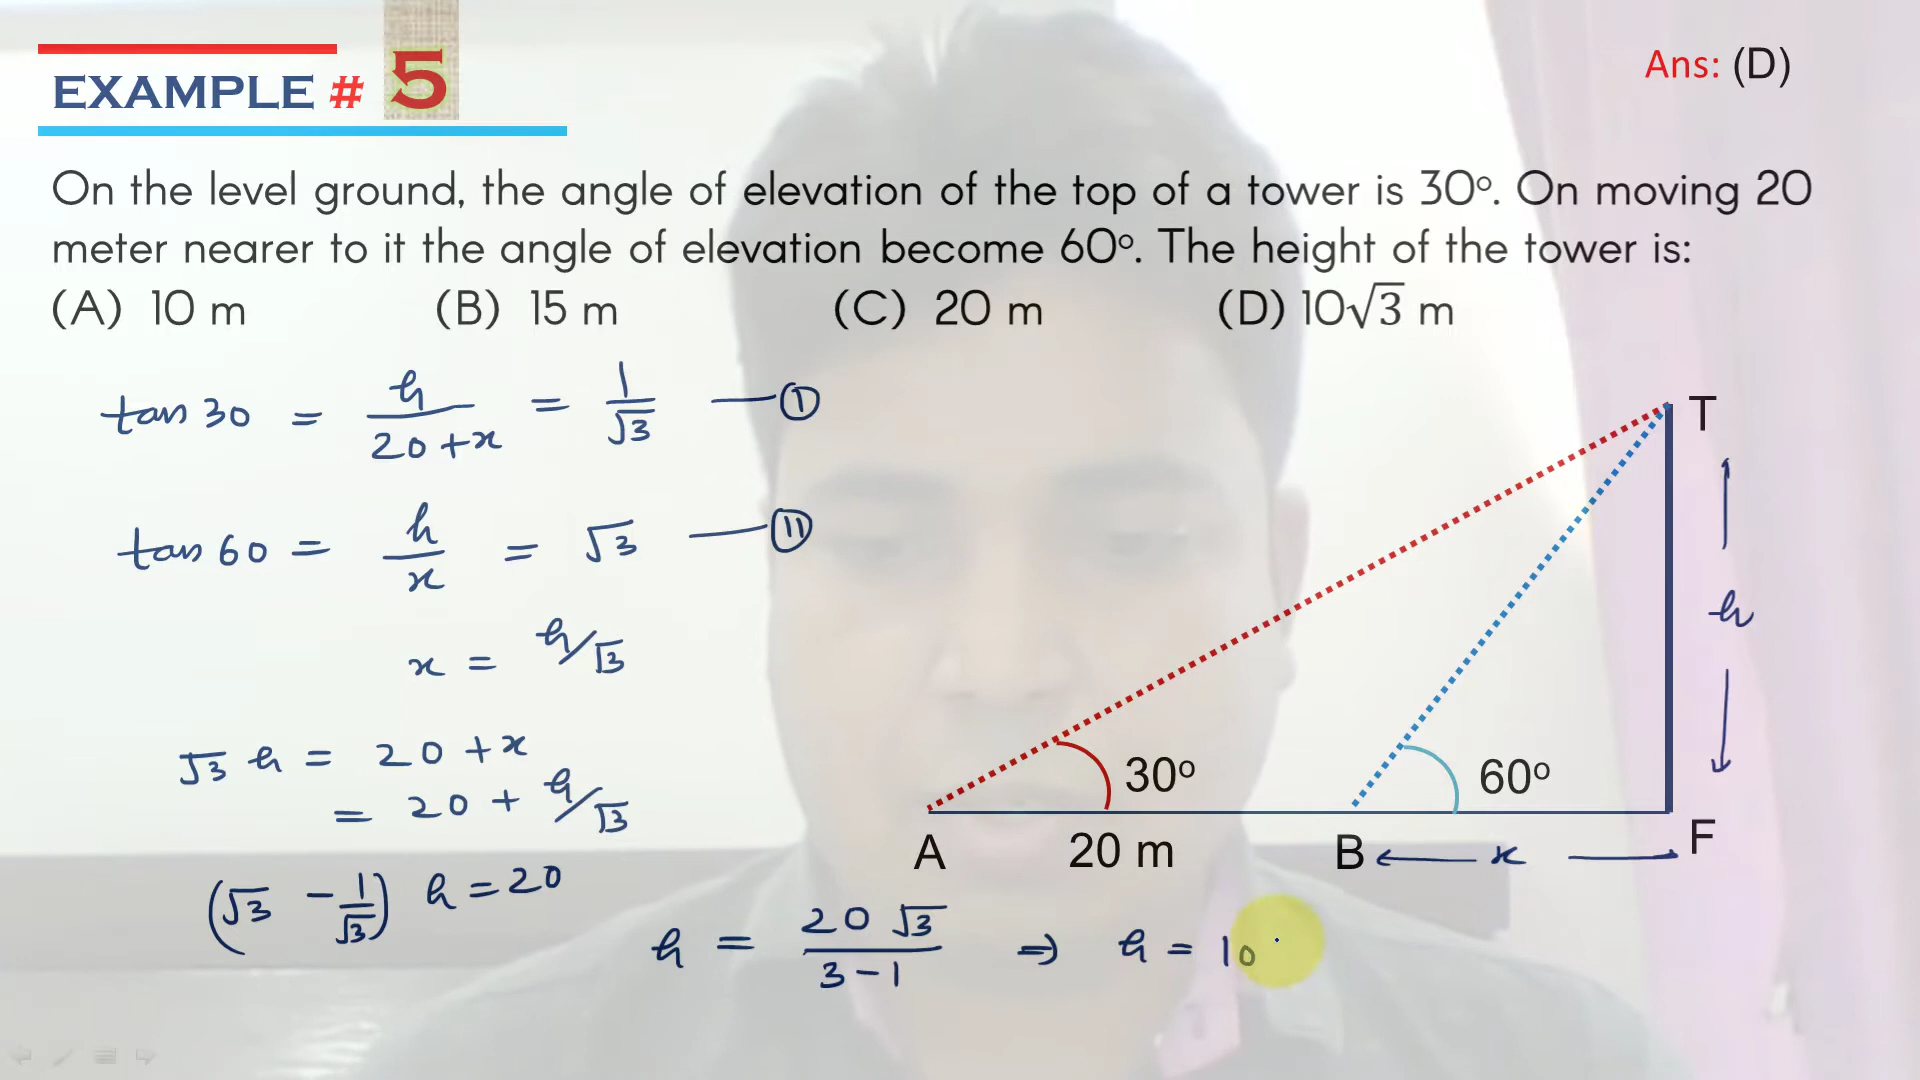 EXAMPLE # 5
Ans: (D)
On the level ground, the angle of elevation of the top of a tower is 30°. On moving 20
meter nearer to it the angle of elevation become 60°. The height of the tower is:
(A) 10 m (B) 15 m (C) 20 m (D) 10√3 m
tan 30 = h/(20+x) = 1/√3 —Ⓘ
tan 60 = h/x = √3 —(II)
x = h/√3
√3 h = 20 + x
= 20 + h/√3
(√3 - 1/√3) h = 20
h = 20√3/(3-1) ⇒ h = 10
T
h
30°
60°
A
20 m
B
x
F